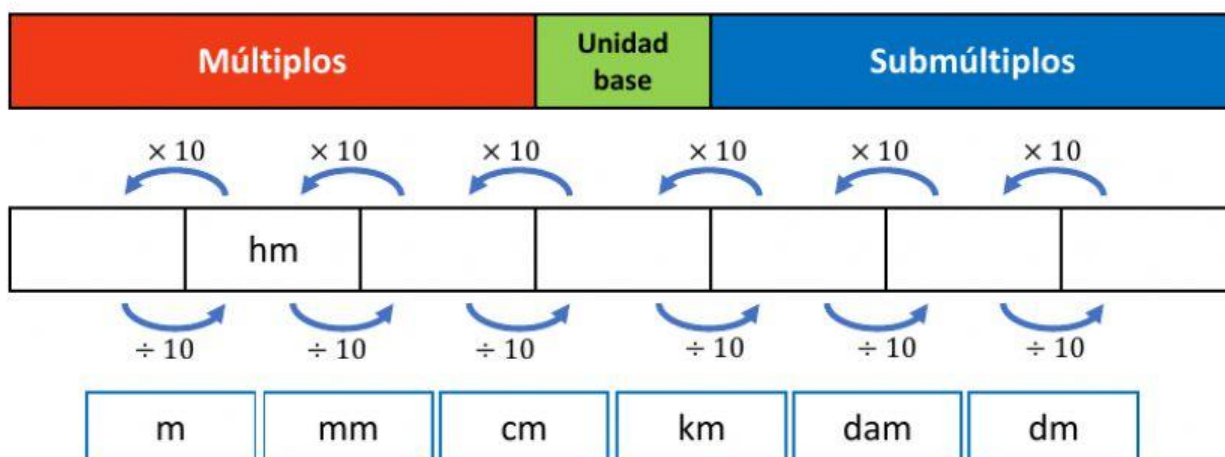 Múltiplos
Unidad
base
Submúltiplos
× 10 × 10 × 10 × 10 × 10 × 10
hm
÷ 10 ÷ 10 ÷ 10 ÷ 10 ÷ 10 ÷ 10
m mm cm km dam dm